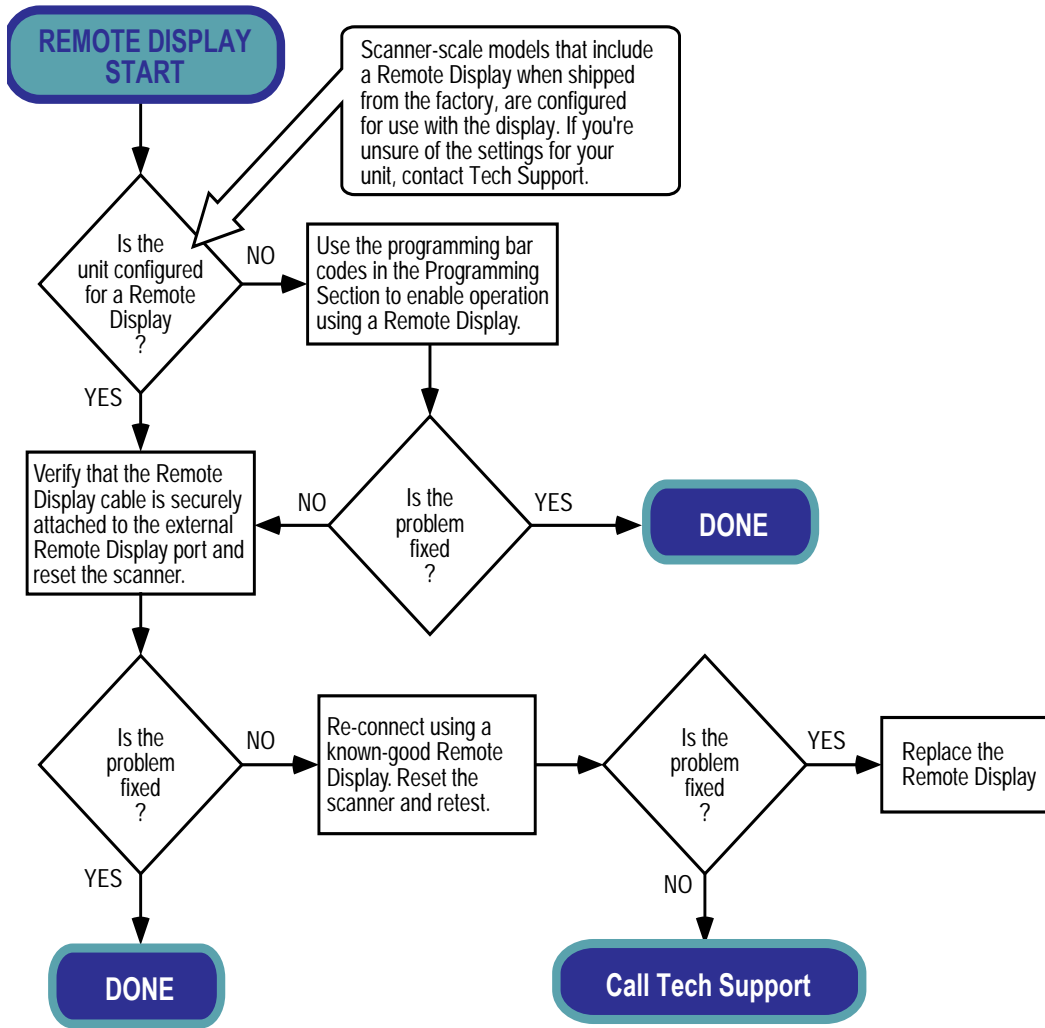 REMOTE DISPLAY
START
Scanner-scale models that include
a Remote Display when shipped
from the factory, are configured
for use with the display. If you're
unsure of the settings for your
unit, contact Tech Support.
Is the
unit configured
for a Remote
Display
?
NO
Use the programming bar
codes in the Programming
Section to enable operation
using a Remote Display.
YES
Verify that the Remote
Display cable is securely
attached to the external
Remote Display port and
reset the scanner.
NO
Is the
problem
fixed
?
YES
DONE
Is the
problem
fixed
?
NO
Re-connect using a
known-good Remote
Display. Reset the
scanner and retest.
Is the
problem
fixed
?
YES
Replace the
Remote Display
YES
NO
DONE
Call Tech Support